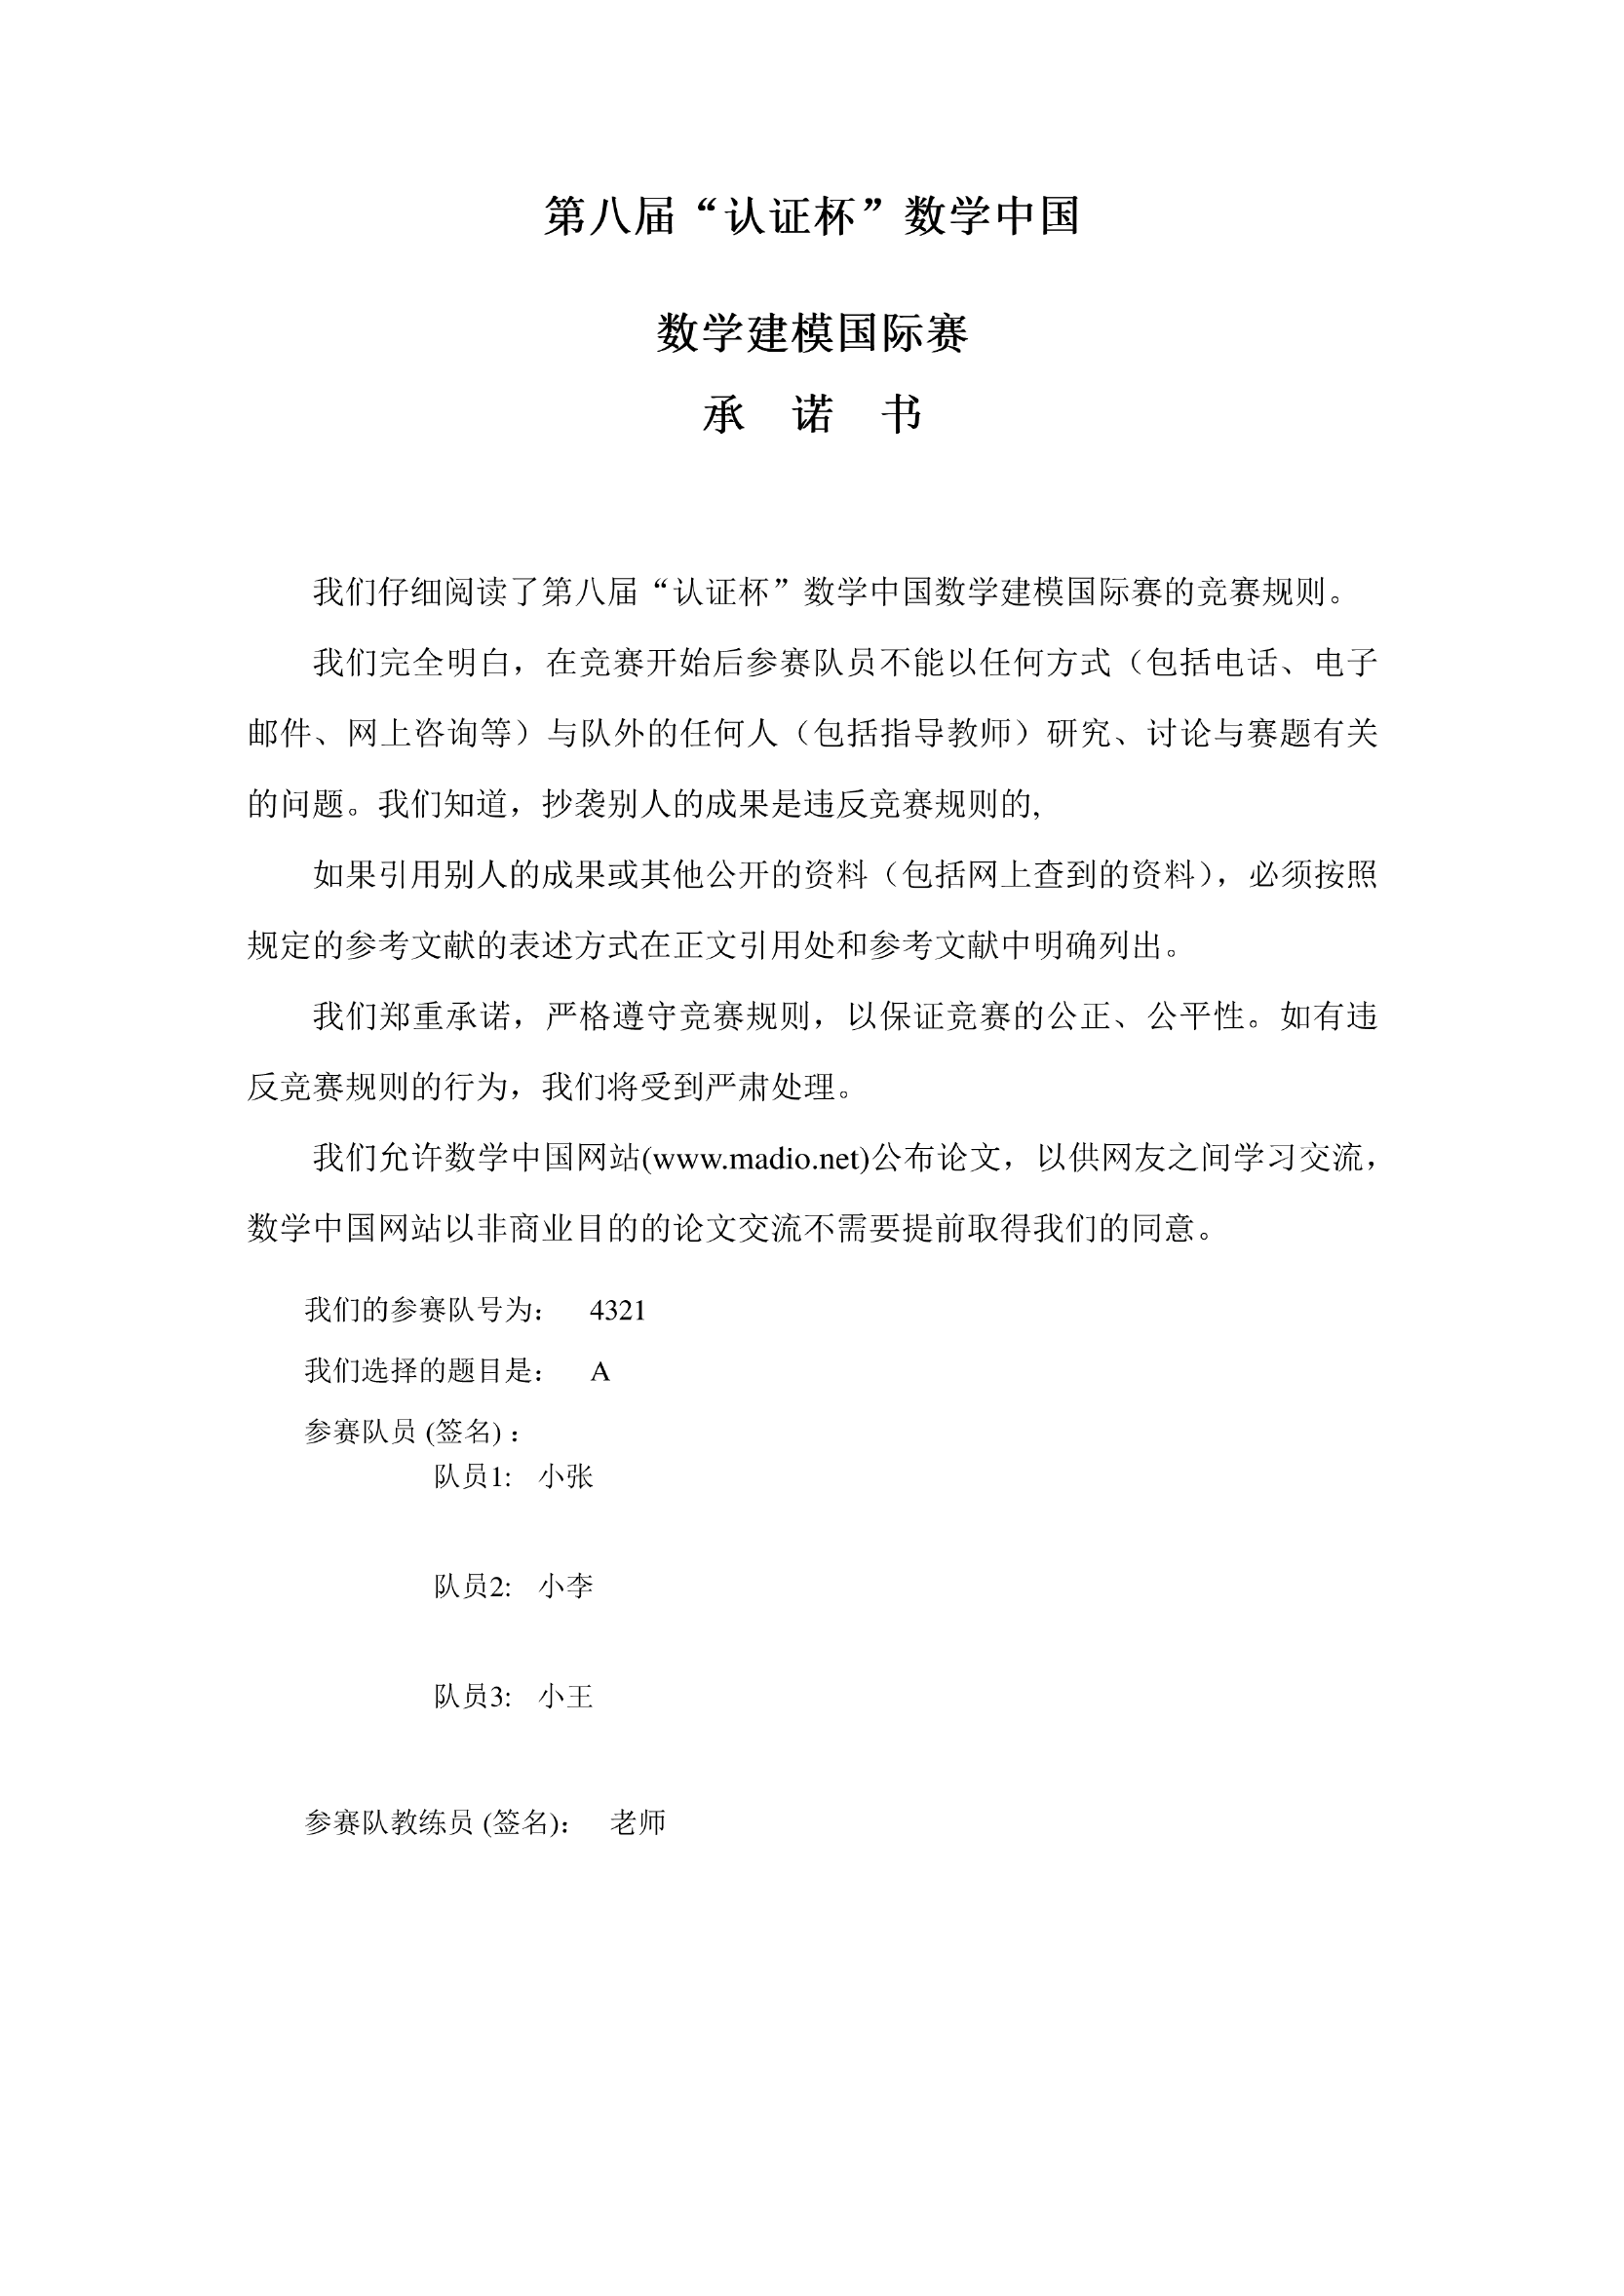 第八届“认证杯”数学中国
数学建模国际赛
承 诺 书
我们仔细阅读了第八届“认证杯”数学中国数学建模国际赛的竞赛规则。
我们完全明白，在竞赛开始后参赛队员不能以任何方式（包括电话、电子
邮件、网上咨询等）与队外的任何人（包括指导教师）研究、讨论与赛题有关
的问题。我们知道，抄袭别人的成果是违反竞赛规则的,
如果引用别人的成果或其他公开的资料（包括网上查到的资料），必须按照
规定的参考文献的表述方式在正文引用处和参考文献中明确列出。
我们郑重承诺，严格遵守竞赛规则，以保证竞赛的公正、公平性。如有违
反竞赛规则的行为，我们将受到严肃处理。
我们允许数学中国网站(www.madio.net)公布论文，以供网友之间学习交流，
数学中国网站以非商业目的的论文交流不需要提前取得我们的同意。
我们的参赛队号为： 4321
我们选择的题目是： A
参赛队员 (签名)：
队员1: 小张
队员2: 小李
队员3: 小王
参赛队教练员 (签名)： 老师